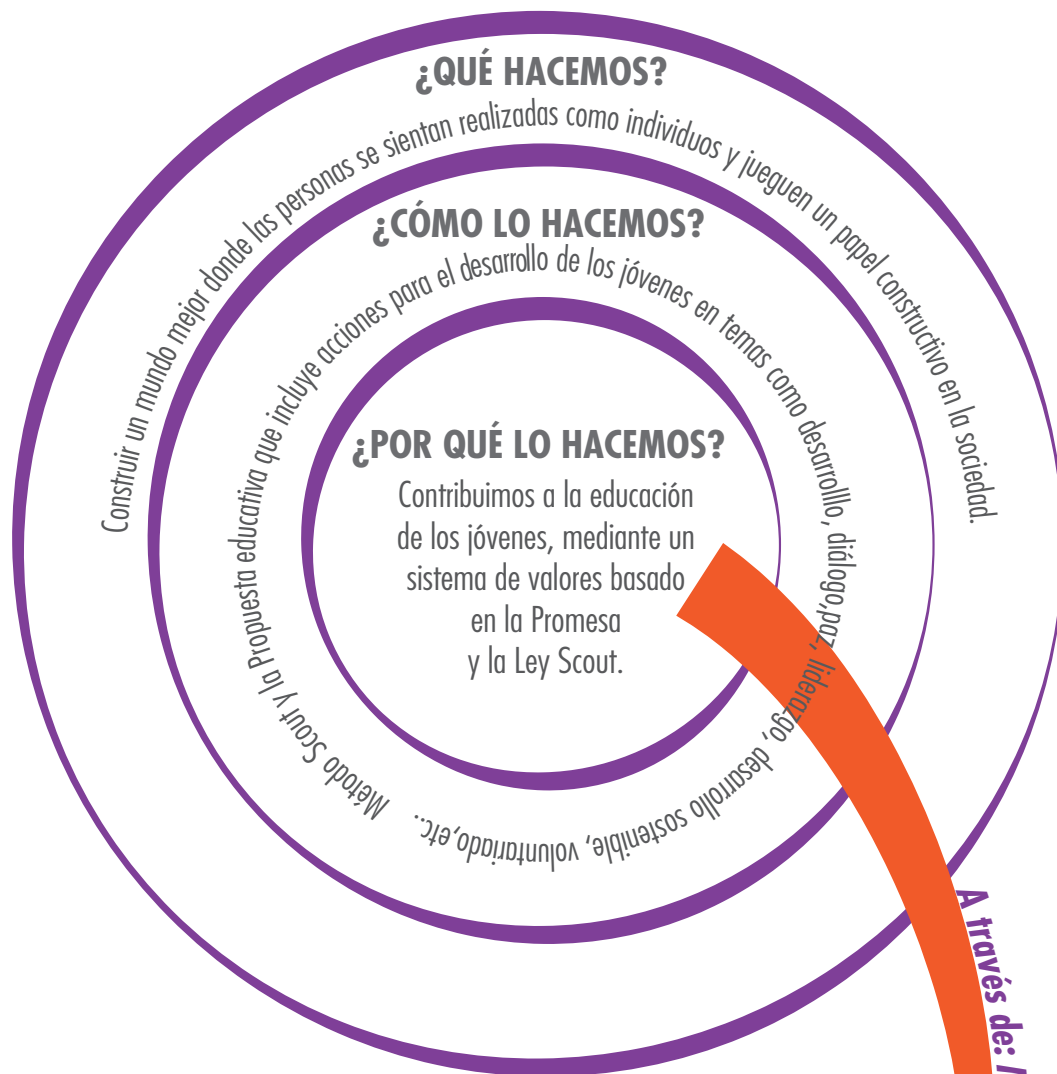 ¿QUÉ HACEMOS?
Construir un mundo mejor donde las personas se sientan realizadas como individuos y jueguen un papel constructivo en la sociedad.
¿CÓMO LO HACEMOS?
Método Scout y la Propuesta educativa que incluye acciones para el desarrollo de los jóvenes en temas como desarrolllo, diálogo,paz, liderazgo, desarrollo sostenible, voluntariado,etc..
¿POR QUÉ LO HACEMOS?
Contribuimos a la educación
de los jóvenes, mediante un
sistema de valores basado
en la Promesa
y la Ley Scout.
A través de: